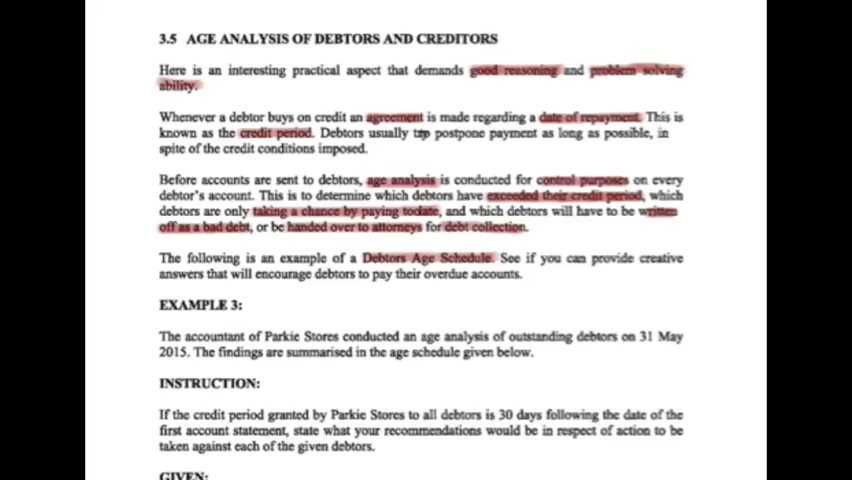 3.5 AGE ANALYSIS OF DEBTORS AND CREDITORS
Here is an interesting practical aspect that demands good reasoning and problem solving
ability.
Whenever a debtor buys on credit an agreement is made regarding a date of repayment. This is
known as the credit period. Debtors usually try postpone payment as long as possible, in
spite of the credit conditions imposed.
Before accounts are sent to debtors, age analysis is conducted for control purposes on every
debtor's account. This is to determine which debtors have exceeded their credit period, which
debtors are only taking a chance by paying todate, and which debtors will have to be written
off as a bad debt, or be handed over to attorneys for debt collection.
The following is an example of a Debtors Age Schedule. See if you can provide creative
answers that will encourage debtors to pay their overdue accounts.
EXAMPLE 3:
The accountant of Parkie Stores conducted an age analysis of outstanding debtors on 31 May
2015. The findings are summarised in the age schedule given below.
INSTRUCTION:
If the credit period granted by Parkie Stores to all debtors is 30 days following the date of the
first account statement, state what your recommendations would be in respect of action to be
taken against each of the given debtors.
GIVEN: